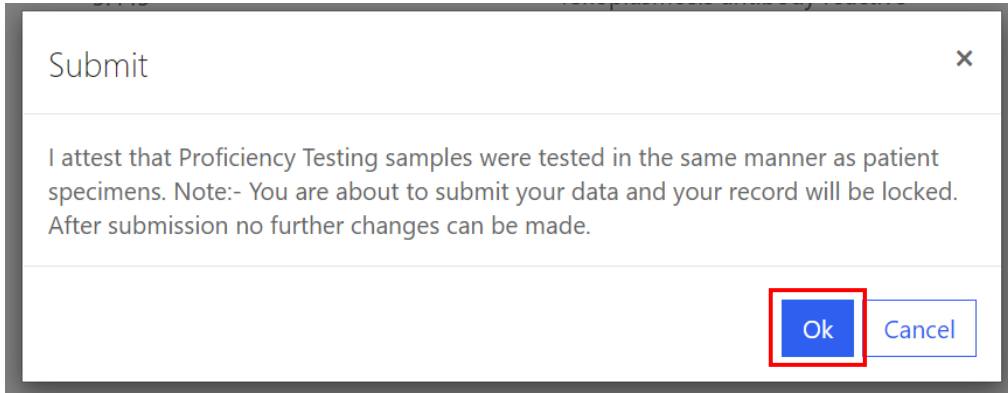 Submit
×
I attest that Proficiency Testing samples were tested in the same manner as patient
specimens. Note:- You are about to submit your data and your record will be locked.
After submission no further changes can be made.
Ok Cancel